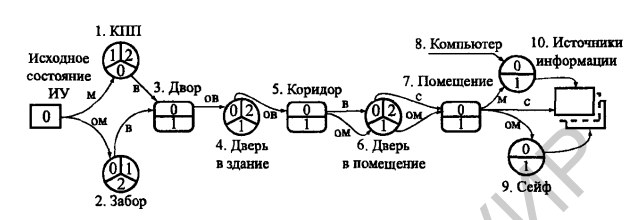 1. КПП
8. Компьютер
10. Источники
информации
Исходное
состояние
ИУ
0
1 2
0
м
в
3. Двор
0
1
ов
ом
в
0 1
2
2. Забор
0 2
1
4. Дверь
в здание
ов
5. Коридор
0
1
в
ом
0 2
1
6. Дверь
в помещение
с
ом
7. Помещение
0
1
м
с
ом
0
1
0
1
9. Сейф
УИР